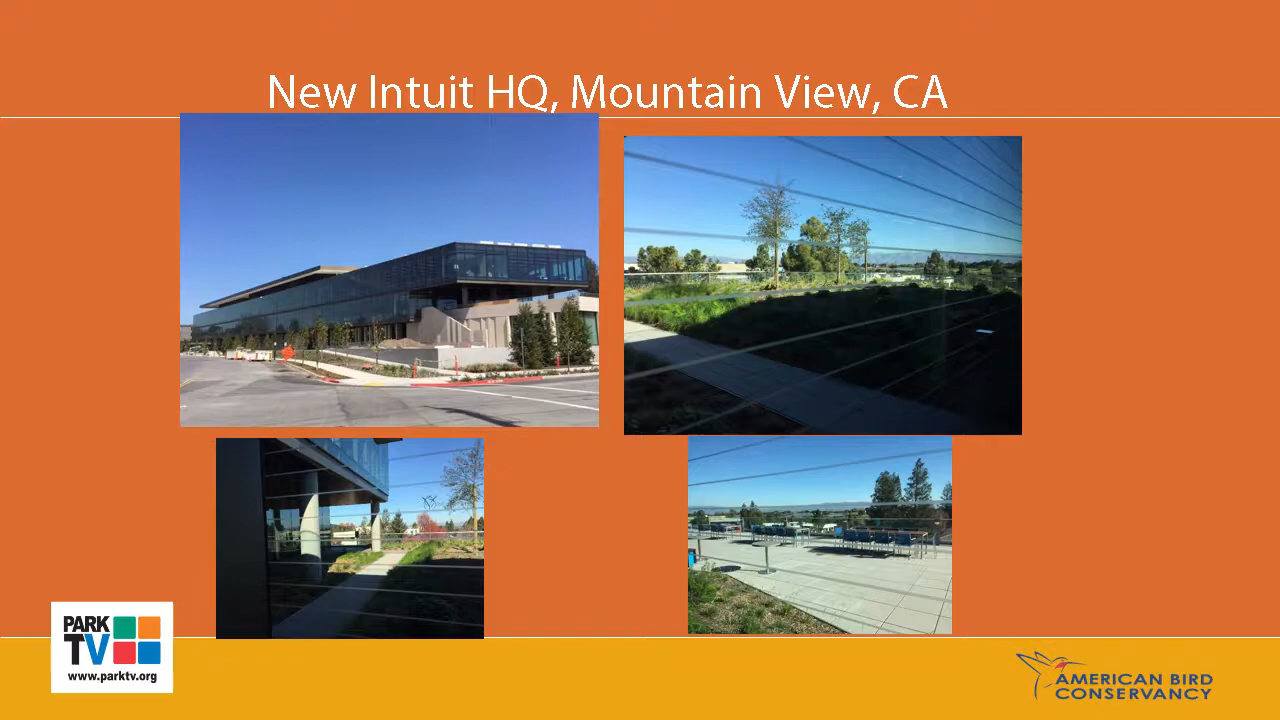 New Intuit HQ, Mountain View, CA
PARK
TV
www.parktv.org
AMERICAN BIRD
CONSERVANCY